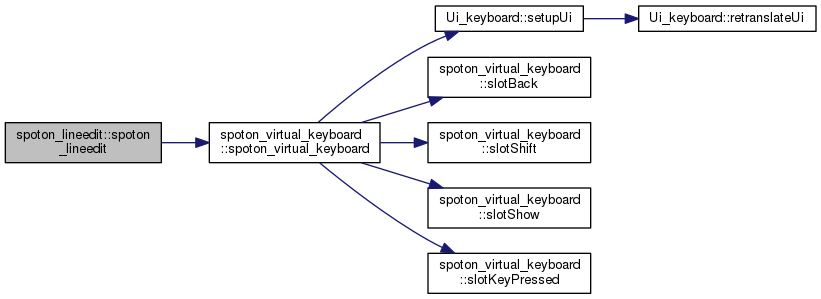 spoton_lineedit::spoton
_lineedit
spoton_virtual_keyboard
::spoton_virtual_keyboard
Ui_keyboard::setupUi
Ui_keyboard::retranslateUi
spoton_virtual_keyboard
::slotBack
spoton_virtual_keyboard
::slotShift
spoton_virtual_keyboard
::slotShow
spoton_virtual_keyboard
::slotKeyPressed